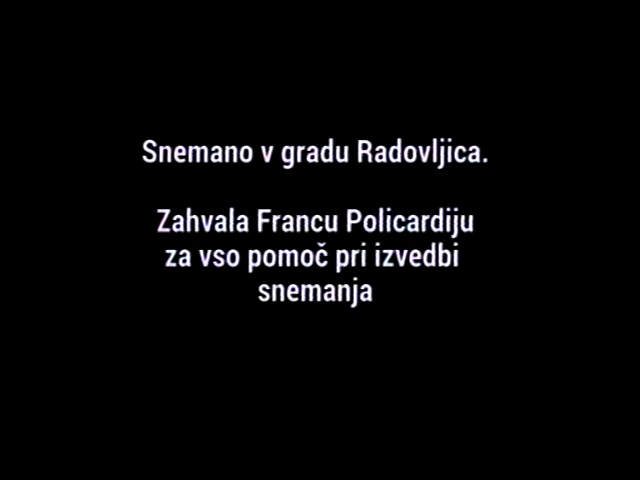 Snemano v gradu Radovljica.
Zahvala Francu Policardiju
za vso pomoč pri izvedbi
snemanja